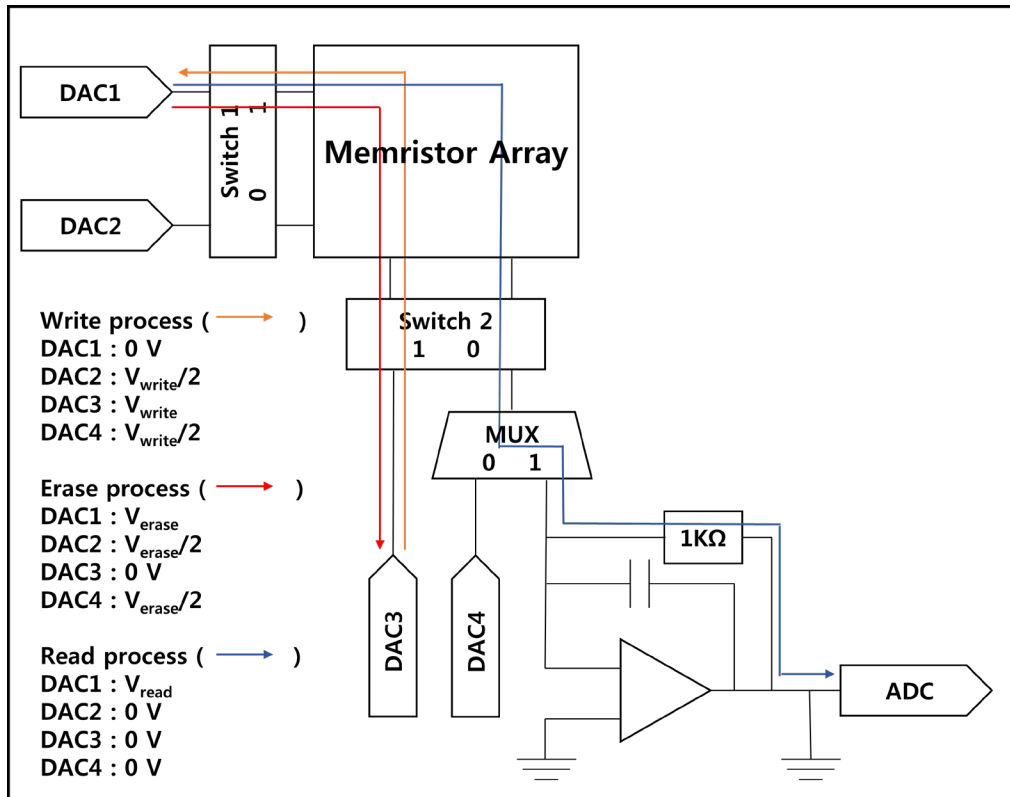 DAC1
Switch 1
0 1
Memristor Array
DAC2
Switch 2
1 0
Write process ( )
DAC1 : 0 V
DAC2 : Vwrite/2
DAC3 : Vwrite
DAC4 : Vwrite/2
MUX
0 1
Erase process ( )
DAC1 : Verase
DAC2 : Verase/2
DAC3 : 0 V
DAC4 : Verase/2
1KΩ
DAC3
DAC4
Read process ( )
DAC1 : Vread
DAC2 : 0 V
DAC3 : 0 V
DAC4 : 0 V
ADC